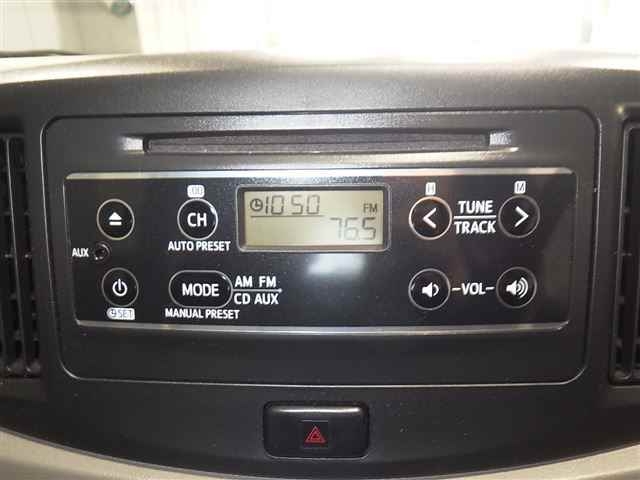 :00
CH
AUTO PRESET
10 50
FM
76.5
H
M
TUNE
TRACK
AUX
MODE
AM FM
CD AUX
MANUAL PRESET
SET
-VOL-